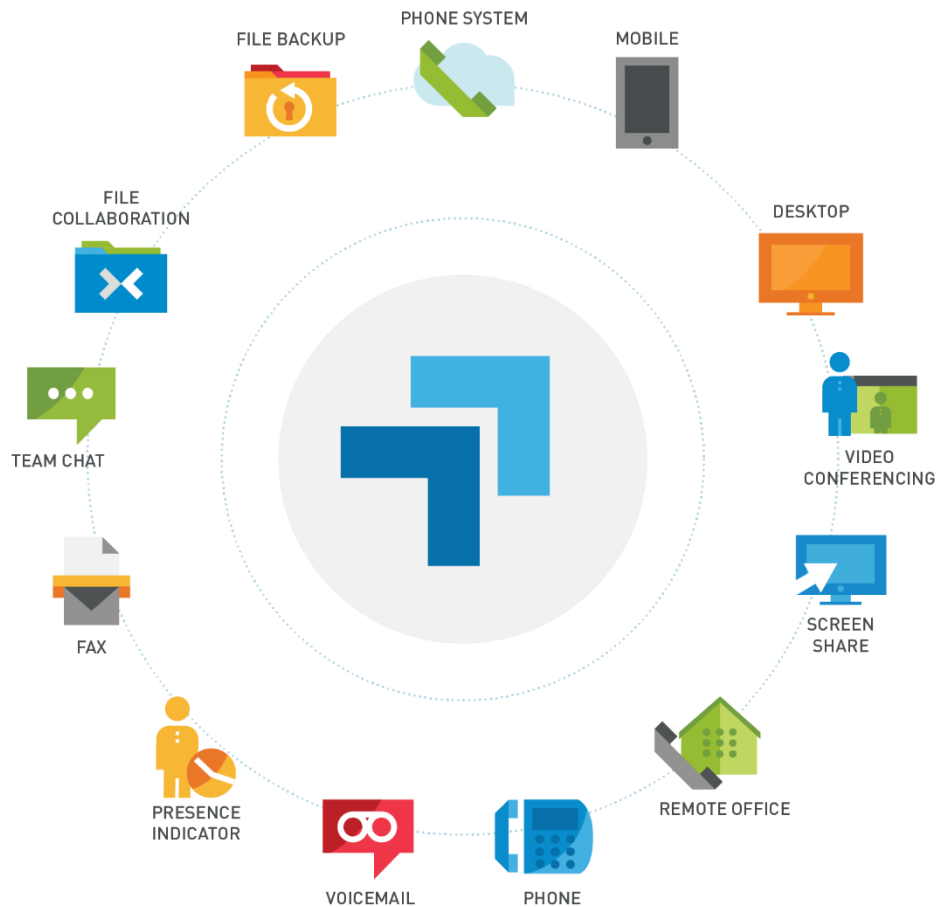 PHONE SYSTEM
FILE BACKUP
MOBILE
FILE
COLLABORATION
DESKTOP
TEAM CHAT
VIDEO
CONFERENCING
FAX
SCREEN
SHARE
PRESENCE
INDICATOR
REMOTE OFFICE
VOICEMAIL
PHONE